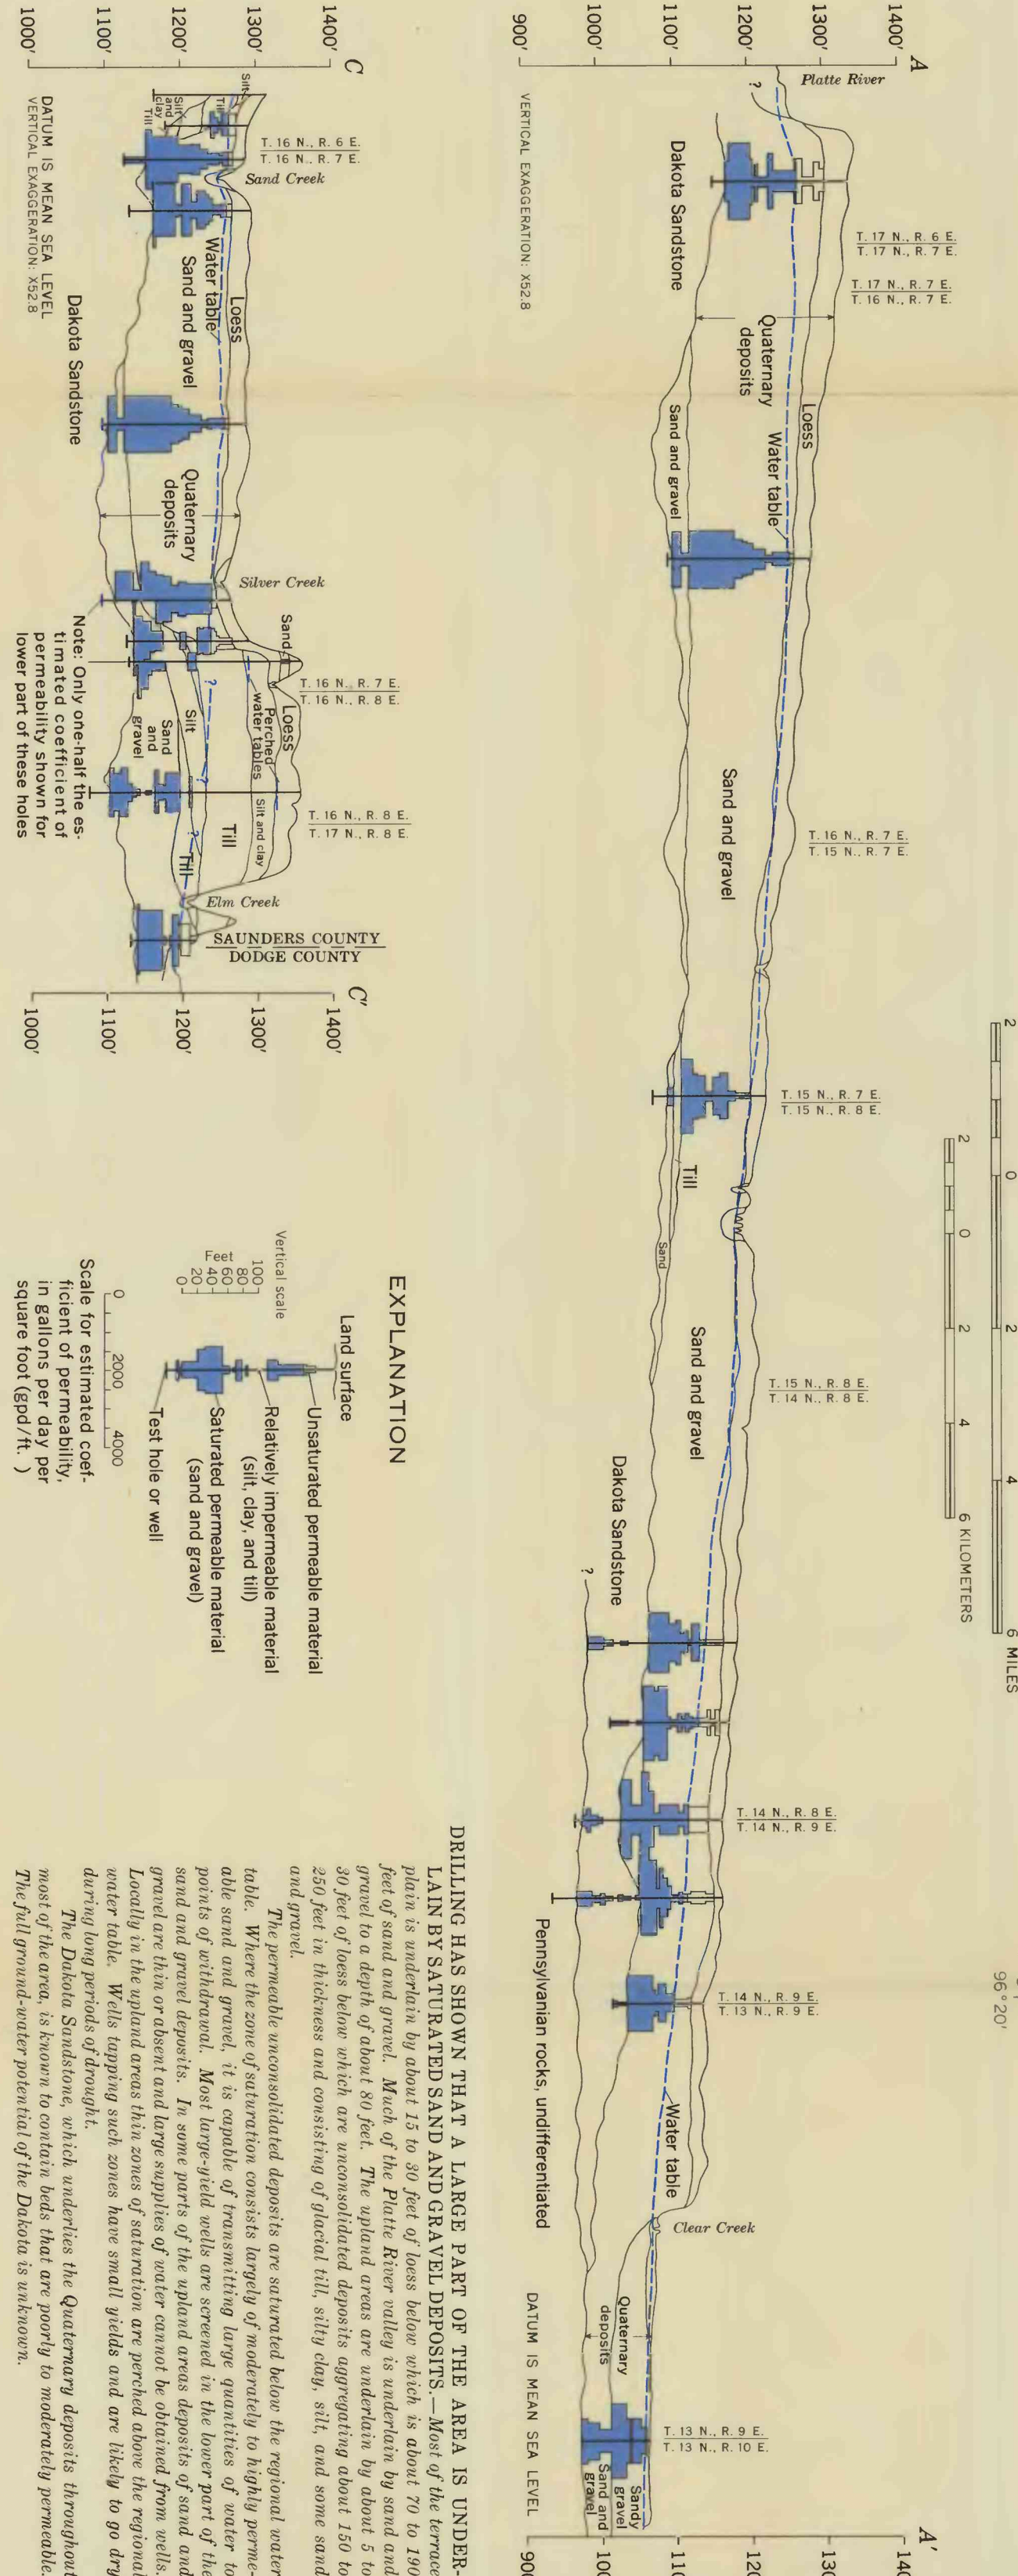 A
1400'
1300'
1200'
1100'
1000'
900'
Platte River
?
VERTICAL EXAGGERATION: X52.8
Dakota Sandstone
T. 17 N., R. 6 E.
T. 17 N., R. 7 E.
T. 17 N., R. 7 E.
T. 16 N., R. 7 E.
Quaternary
deposits
Loess
Water table
Sand and gravel
Sand and gravel
T. 16 N., R. 7 E.
T. 15 N., R. 7 E.
T. 15 N., R. 7 E.
T. 15 N., R. 8 E.
Till
Sand
Sand and gravel
T. 15 N., R. 8 E.
T. 14 N., R. 8 E.
2 0 2 4 6 MILES
2 0 2 4 6 KILOMETERS
Dakota Sandstone
?
T. 14 N., R. 8 E.
T. 14 N., R. 9 E.
Pennsylvanian rocks, undifferentiated
T. 14 N., R. 9 E.
T. 13 N., R. 9 E.
96°20'
Water table
Clear Creek
Quaternary
deposits
DATUM IS MEAN SEA LEVEL
T. 13 N., R. 9 E.
T. 13 N., R. 10 E.
Sandy
gravel
Sand and
gravel
A'
C
1400'
1300'
1200'
1100'
1000'
DATUM IS MEAN SEA LEVEL
VERTICAL EXAGGERATION: X52.8
Silt
Till
Silt
and
clay
Till
T. 16 N., R. 6 E.
T. 16 N., R. 7 E.
Sand Creek
Water table
Loess
Sand and gravel
Dakota Sandstone
Quaternary
deposits
Silver Creek
Note: Only one-half the es-
timated coefficient of
permeability shown for
lower part of these holes
Sand
T. 16 N., R. 7 E.
T. 16 N., R. 8 E.
Loess
Perched
water tables
?
?
Silt
Sand
and
gravel
Silt and clay
Till
?
Till
T. 16 N., R. 8 E.
T. 17 N., R. 8 E.
Elm Creek
SAUNDERS COUNTY
DODGE COUNTY
C'
1400'
1300'
1200'
1100'
1000'
EXPLANATION
Vertical scale
Feet
100
80
60
40
20
0
Land surface
Unsaturated permeable material
Relatively impermeable material
(silt, clay, and till)
Saturated permeable material
(sand and gravel)
Test hole or well
0 2000 4000
Scale for estimated coef-
ficient of permeability,
in gallons per day per
square foot (gpd/ft. )
DRILLING HAS SHOWN THAT A LARGE PART OF THE AREA IS UNDER-
LAIN BY SATURATED SAND AND GRAVEL DEPOSITS.—Most of the terrace
plain is underlain by about 15 to 30 feet of loess below which is about 70 to 190
feet of sand and gravel. Much of the Platte River valley is underlain by sand and
gravel to a depth of about 80 feet. The upland areas are underlain by about 5 to
30 feet of loess below which are unconsolidated deposits aggregating about 150 to
250 feet in thickness and consisting of glacial till, silty clay, silt, and some sand
and gravel.
The permeable unconsolidated deposits are saturated below the regional water
table. Where the zone of saturation consists largely of moderately to highly perme-
able sand and gravel, it is capable of transmitting large quantities of water to
points of withdrawal. Most large-yield wells are screened in the lower part of the
sand and gravel deposits. In some parts of the upland areas deposits of sand and
gravel are thin or absent and large supplies of water cannot be obtained from wells.
Locally in the upland areas thin zones of saturation are perched above the regional
water table. Wells tapping such zones have small yields and are likely to go dry
during long periods of drought.
The Dakota Sandstone, which underlies the Quaternary deposits throughout
most of the area, is known to contain beds that are poorly to moderately permeable.
The full ground-water potential of the Dakota is unknown.